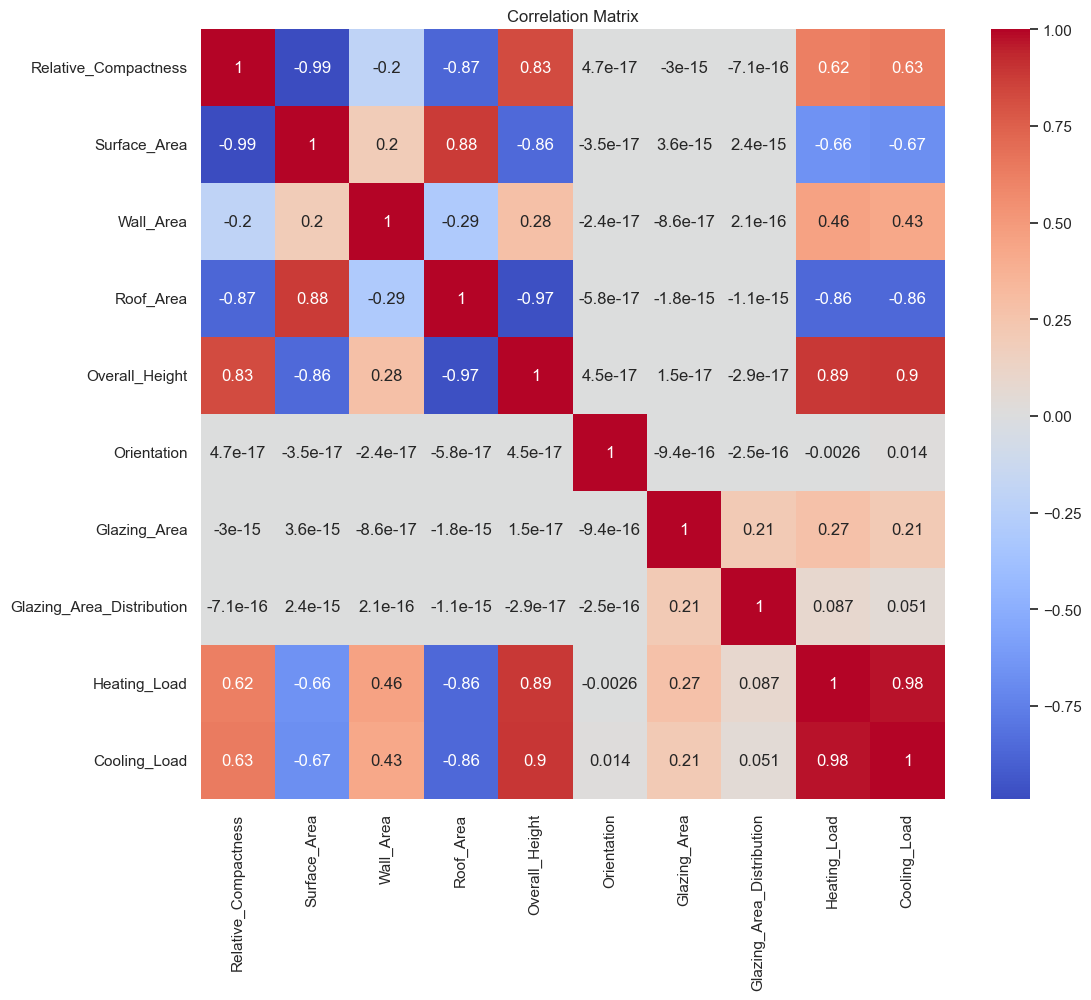 Correlation Matrix
Relative_Compactness 1 -0.99 -0.2 -0.87 0.83 4.7e-17 -3e-15 -7.1e-16 0.62 0.63
Surface_Area -0.99 1 0.2 0.88 -0.86 -3.5e-17 3.6e-15 2.4e-15 -0.66 -0.67
Wall_Area -0.2 0.2 1 -0.29 0.28 -2.4e-17 -8.6e-17 2.1e-16 0.46 0.43
Roof_Area -0.87 0.88 -0.29 1 -0.97 -5.8e-17 -1.8e-15 -1.1e-15 -0.86 -0.86
Overall_Height 0.83 -0.86 0.28 -0.97 1 4.5e-17 1.5e-17 -2.9e-17 0.89 0.9
Orientation 4.7e-17 -3.5e-17 -2.4e-17 -5.8e-17 4.5e-17 1 -9.4e-16 -2.5e-16 -0.0026 0.014
Glazing_Area -3e-15 3.6e-15 -8.6e-17 -1.8e-15 1.5e-17 -9.4e-16 1 0.21 0.27 0.21
Glazing_Area_Distribution -7.1e-16 2.4e-15 2.1e-16 -1.1e-15 -2.9e-17 -2.5e-16 0.21 1 0.087 0.051
Heating_Load 0.62 -0.66 0.46 -0.86 0.89 -0.0026 0.27 0.087 1 0.98
Cooling_Load 0.63 -0.67 0.43 -0.86 0.9 0.014 0.21 0.051 0.98 1
Relative_Compactness
Surface_Area
Wall_Area
Roof_Area
Overall_Height
Orientation
Glazing_Area
Glazing_Area_Distribution
Heating_Load
Cooling_Load
1.00
0.75
0.50
0.25
0.00
−0.25
−0.50
−0.75